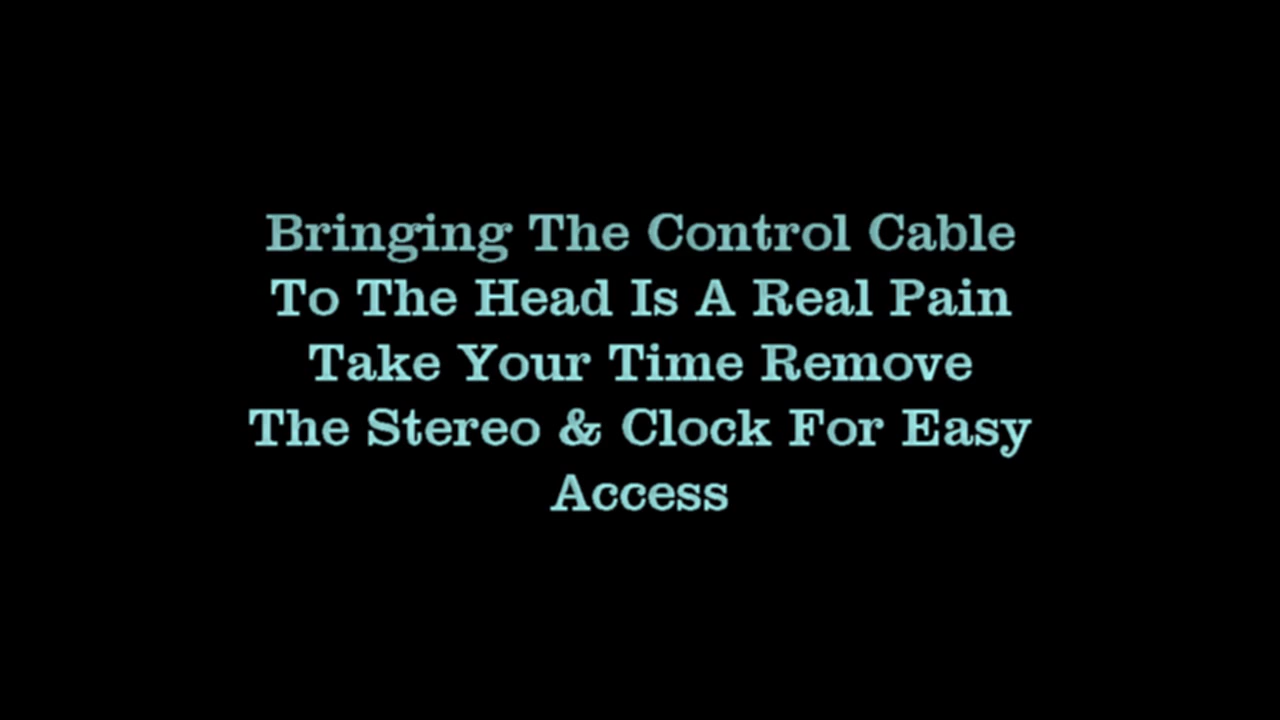 Bringing The Control Cable
To The Head Is A Real Pain
Take Your Time Remove
The Stereo & Clock For Easy
Access